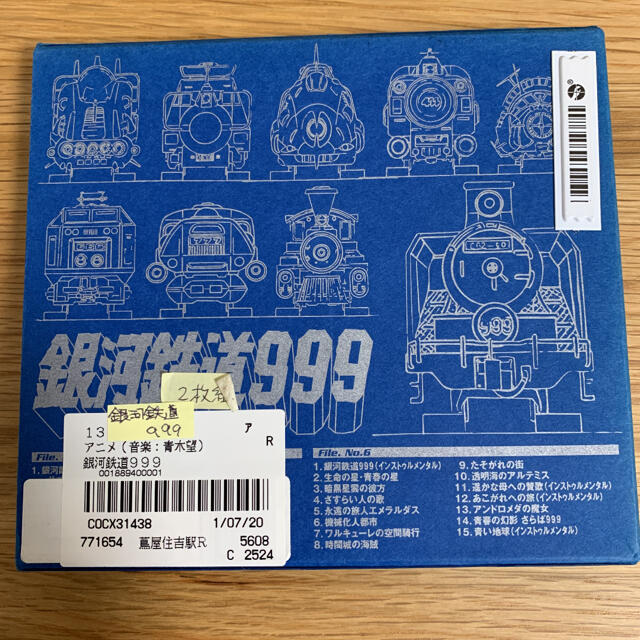 C62-50
999
銀河鉄道999
2枚組
銀河鉄道
999
13
ア
アニメ(音楽:青木望)
R
銀河鉄道999
001889400001
COCX31438
1/07/20
771654
蔦屋住吉駅R
5608
C 2524
File.
1.銀河鉄
File. No.6
1.銀河鉄道999(インストゥルメンタル)
2.生命の星・青春の星
3.暗黒星雲の彼方
4.さすらい人の歌
5.永遠の旅人エメラルダス
6.機械化人都市
7.ワルキューレの空間騎行
8.時間城の海賊
9.たそがれの街
10.透明海のアルテミス
11.遥かな母への賛歌(インストゥルメンタル)
12.あこがれへの旅(インストゥルメンタル)
13.アンドロメダの魔女
14.青春の幻影 さらば999
15.青い地球(インストゥルメンタル)